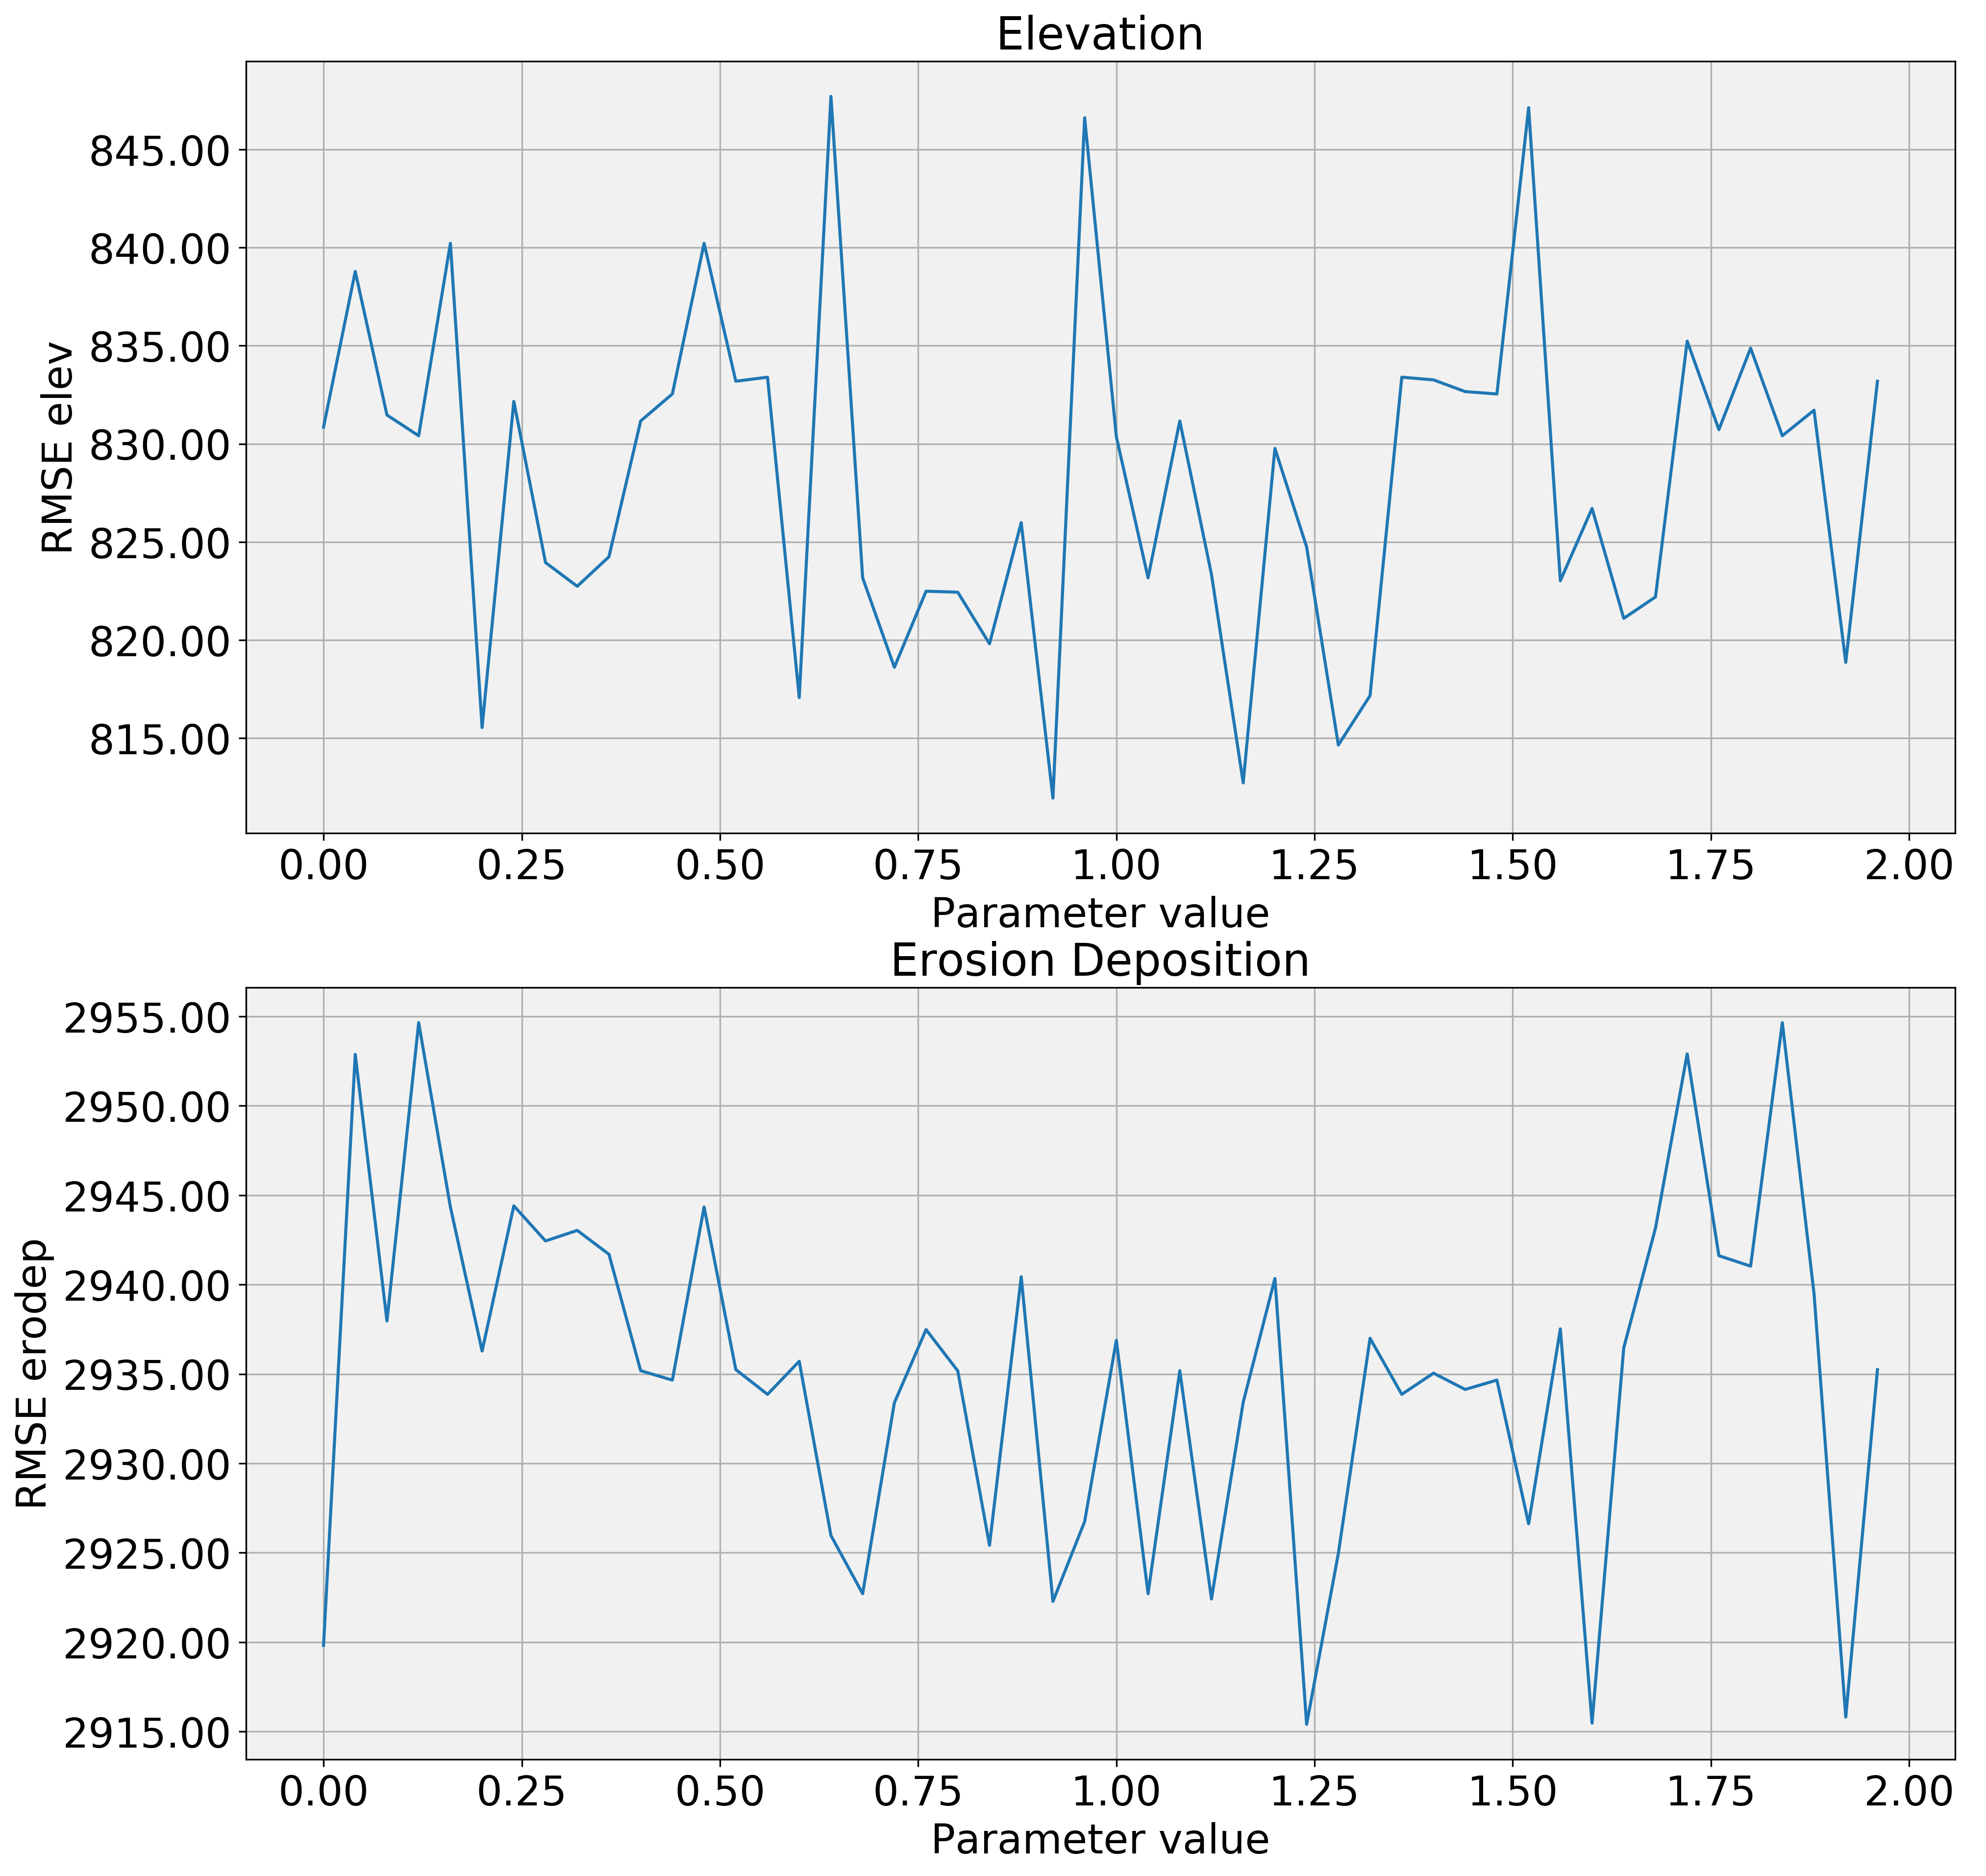 Elevation
RMSE elev
845.00
840.00
835.00
830.00
825.00
820.00
815.00
0.00 0.25 0.50 0.75 1.00 1.25 1.50 1.75 2.00
Parameter value
Erosion Deposition
RMSE erodep
2955.00
2950.00
2945.00
2940.00
2935.00
2930.00
2925.00
2920.00
2915.00
0.00 0.25 0.50 0.75 1.00 1.25 1.50 1.75 2.00
Parameter value